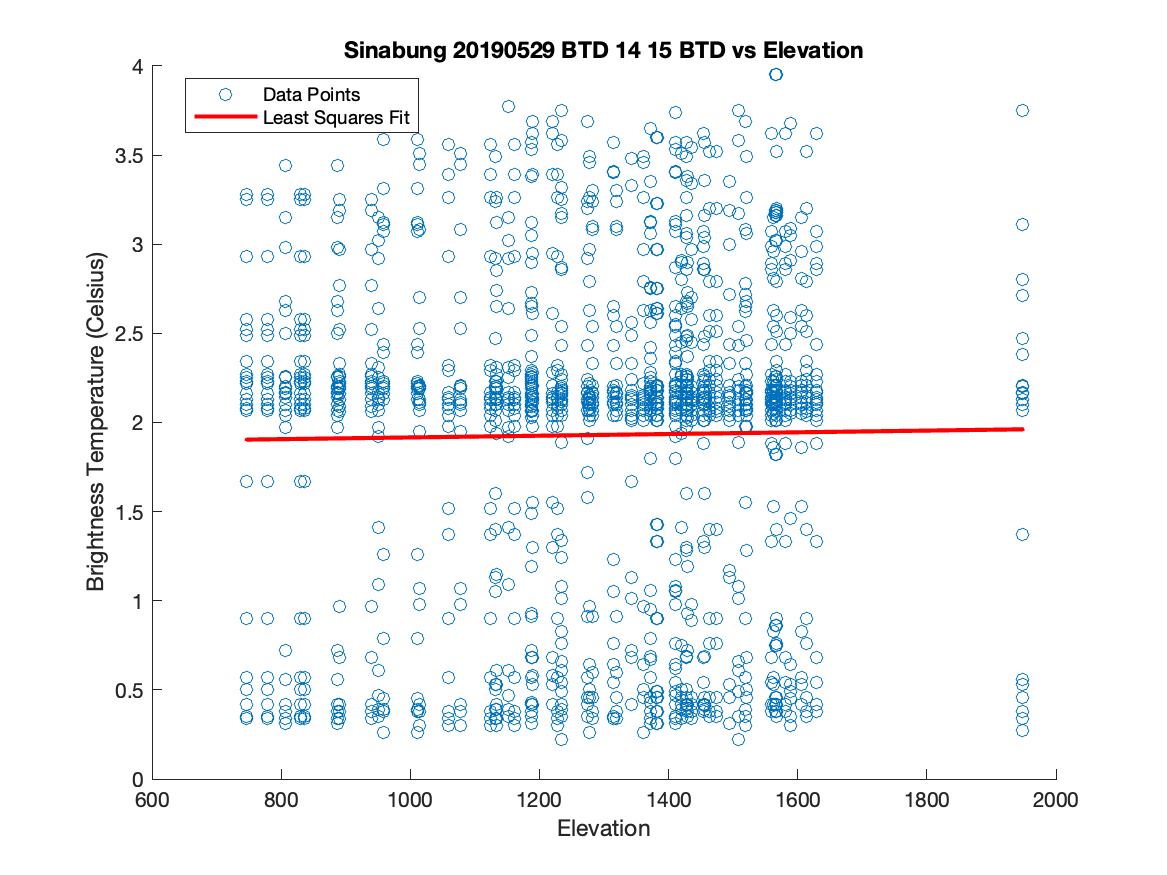 Sinabung 20190529 BTD 14 15 BTD vs Elevation
Data Points
Least Squares Fit
4
3.5
3
2.5
2
1.5
1
0.5
0
Brightness Temperature (Celsius)
600 800 1000 1200 1400 1600 1800 2000
Elevation